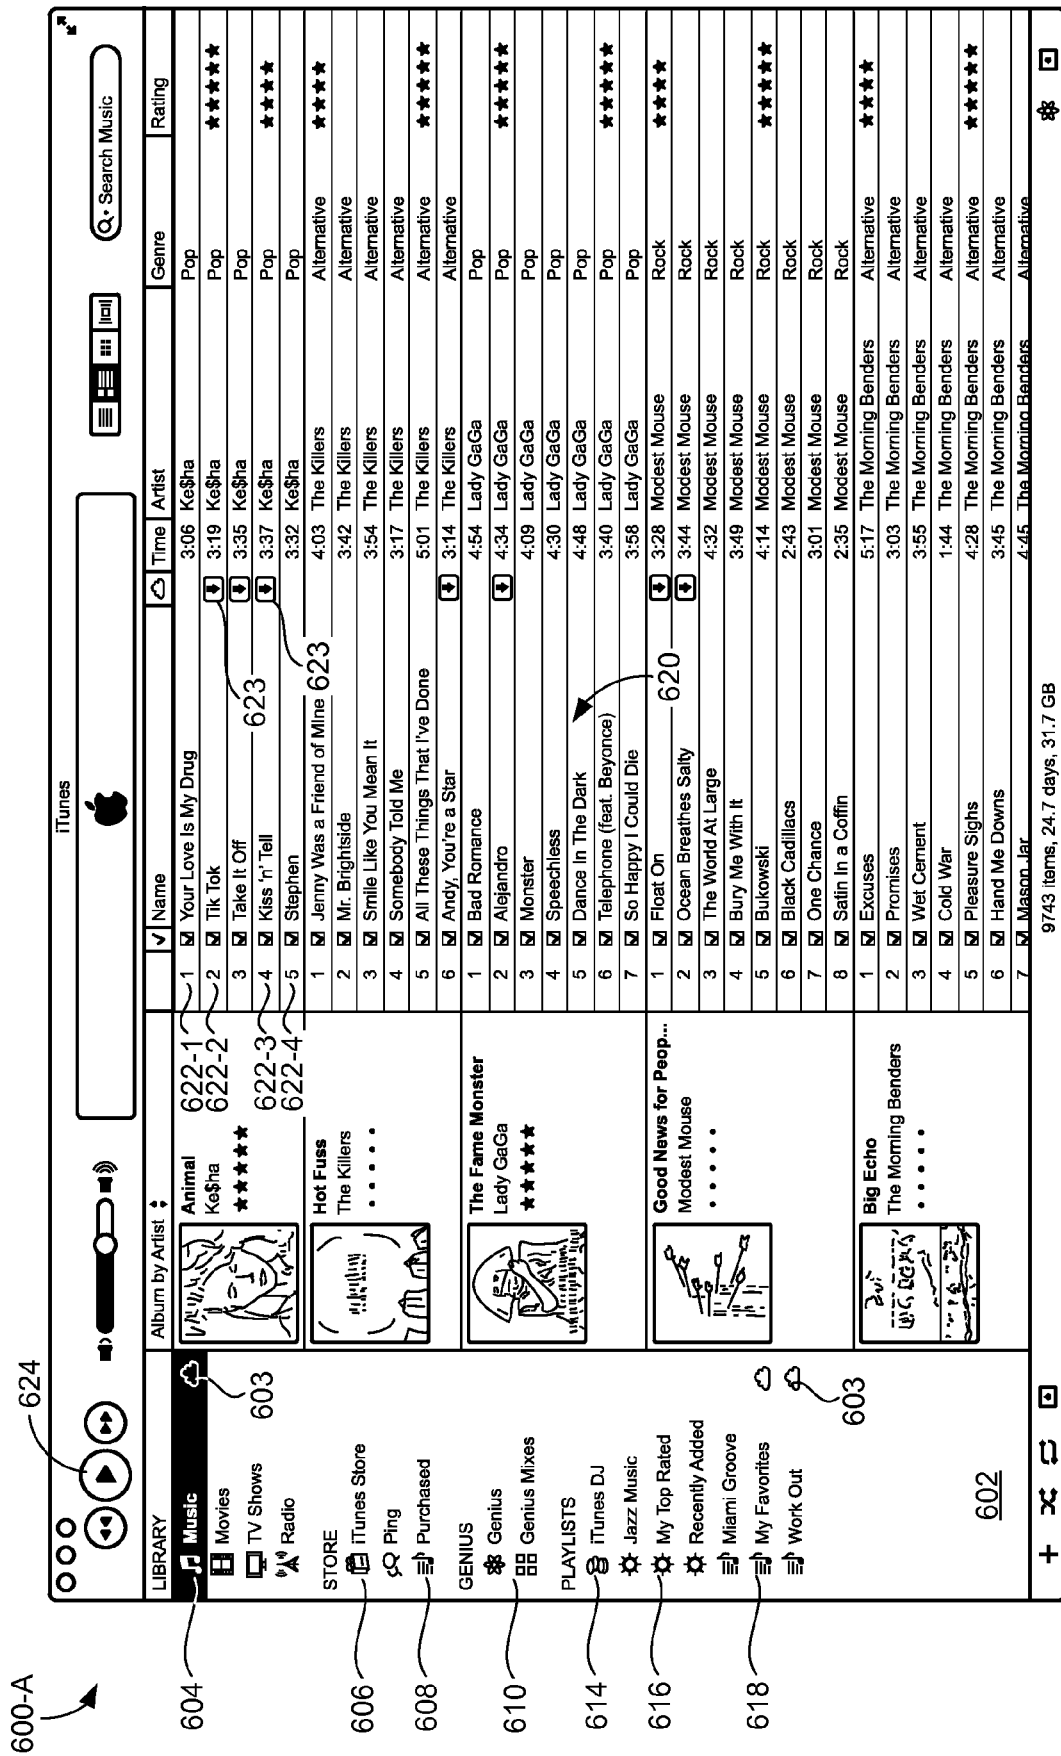 600-A
624
iTunes
Search Music
LIBRARY
Music
Movies
TV Shows
Radio
STORE
iTunes Store
Ping
Purchased
GENIUS
Genius
Genius Mixes
PLAYLISTS
iTunes DJ
Jazz Music
My Top Rated
Recently Added
Miami Groove
My Favorites
Work Out
604
606
608
610
614
616
618
603
603
602
Album by Artist
Animal
Ke$ha
★★★★★
Hot Fuss
The Killers
The Fame Monster
Lady GaGa
★★★★★
Good News for Peop...
Modest Mouse
Big Echo
The Morning Benders
622-1
622-2
622-3
622-4
623
623
620
Name Time Artist Genre Rating
1 Your Love Is My Drug 3:06 Ke$ha Pop
2 Tik Tok 3:19 Ke$ha Pop ★★★★★
3 Take It Off 3:35 Ke$ha Pop
4 Kiss 'n' Tell 3:37 Ke$ha Pop ★★★★
5 Stephen 3:32 Ke$ha Pop
1 Jenny Was a Friend of MIne 4:03 The Killers Alternative ★★★★
2 Mr. Brightside 3:42 The Killers Alternative
3 Smile Like You Mean It 3:54 The Killers Alternative
4 Somebody Told Me 3:17 The Killers Alternative
5 All These Things That I've Done 5:01 The Killers Alternative ★★★★★
6 Andy, You're a Star 3:14 The Killers Alternative
1 Bad Romance 4:54 Lady GaGa Pop
2 Alejandro 4:34 Lady GaGa Pop ★★★★★
3 Monster 4:09 Lady GaGa Pop
4 Speechless 4:30 Lady GaGa Pop
5 Dance In The Dark 4:48 Lady GaGa Pop
6 Telephone (feat. Beyonce) 3:40 Lady GaGa Pop ★★★★★
7 So Happy I Could Die 3:58 Lady GaGa Pop
1 Float On 3:28 Modest Mouse Rock ★★★★
2 Ocean Breathes Salty 3:44 Modest Mouse Rock
3 The World At Large 4:32 Modest Mouse Rock
4 Bury Me With It 3:49 Modest Mouse Rock
5 Bukowski 4:14 Modest Mouse Rock ★★★★★
6 Black Cadillacs 2:43 Modest Mouse Rock
7 One Chance 3:01 Modest Mouse Rock
8 Satin In a Coffin 2:35 Modest Mouse Rock
1 Excuses 5:17 The Morning Benders Alternative ★★★★
2 Promises 3:03 The Morning Benders Alternative
3 Wet Cement 3:55 The Morning Benders Alternative
4 Cold War 1:44 The Morning Benders Alternative
5 Pleasure Sighs 4:28 The Morning Benders Alternative ★★★★★
6 Hand Me Downs 3:45 The Morning Benders Alternative
7 Mason Jar 4:45 The Morning Benders Alternative
9743 items, 24.7 days, 31.7 GB